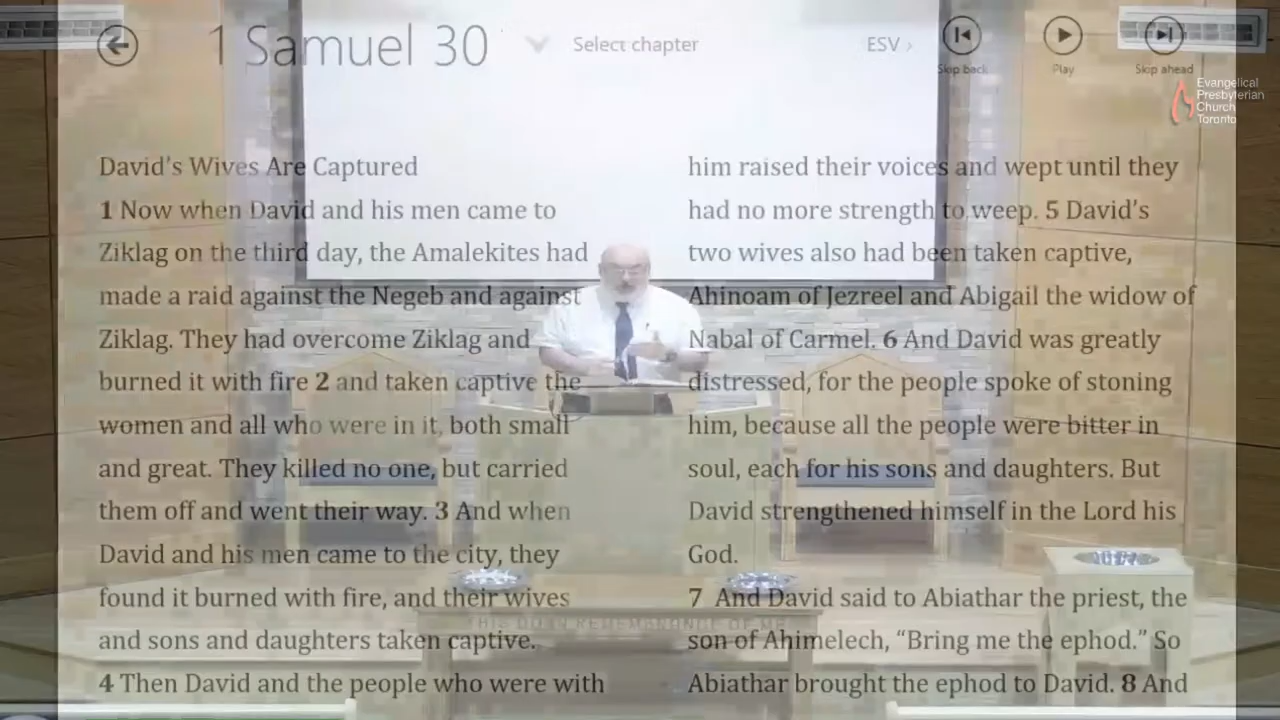 1 Samuel 30
Select chapter
ESV ›
Skip back
Play
Skip ahead
Evangelical
Presbyterian
Church
Toronto
David's Wives Are Captured
1 Now when David and his men came to
Ziklag on the third day, the Amalekites had
made a raid against the Negeb and against
Ziklag. They had overcome Ziklag and
burned it with fire 2 and taken captive the
women and all who were in it, both small
and great. They killed no one, but carried
them off and went their way. 3 And when
David and his men came to the city, they
found it burned with fire, and their wives
and sons and daughters taken captive.
4 Then David and the people who were with
him raised their voices and wept until they
had no more strength to weep. 5 David's
two wives also had been taken captive,
Ahinoam of Jezreel and Abigail the widow of
Nabal of Carmel. 6 And David was greatly
distressed, for the people spoke of stoning
him, because all the people were bitter in
soul, each for his sons and daughters. But
David strengthened himself in the Lord his
God.
7 And David said to Abiathar the priest, the
son of Ahimelech, “Bring me the ephod.” So
Abiathar brought the ephod to David. 8 And
THIS DO IN REMEMBRANCE OF ME